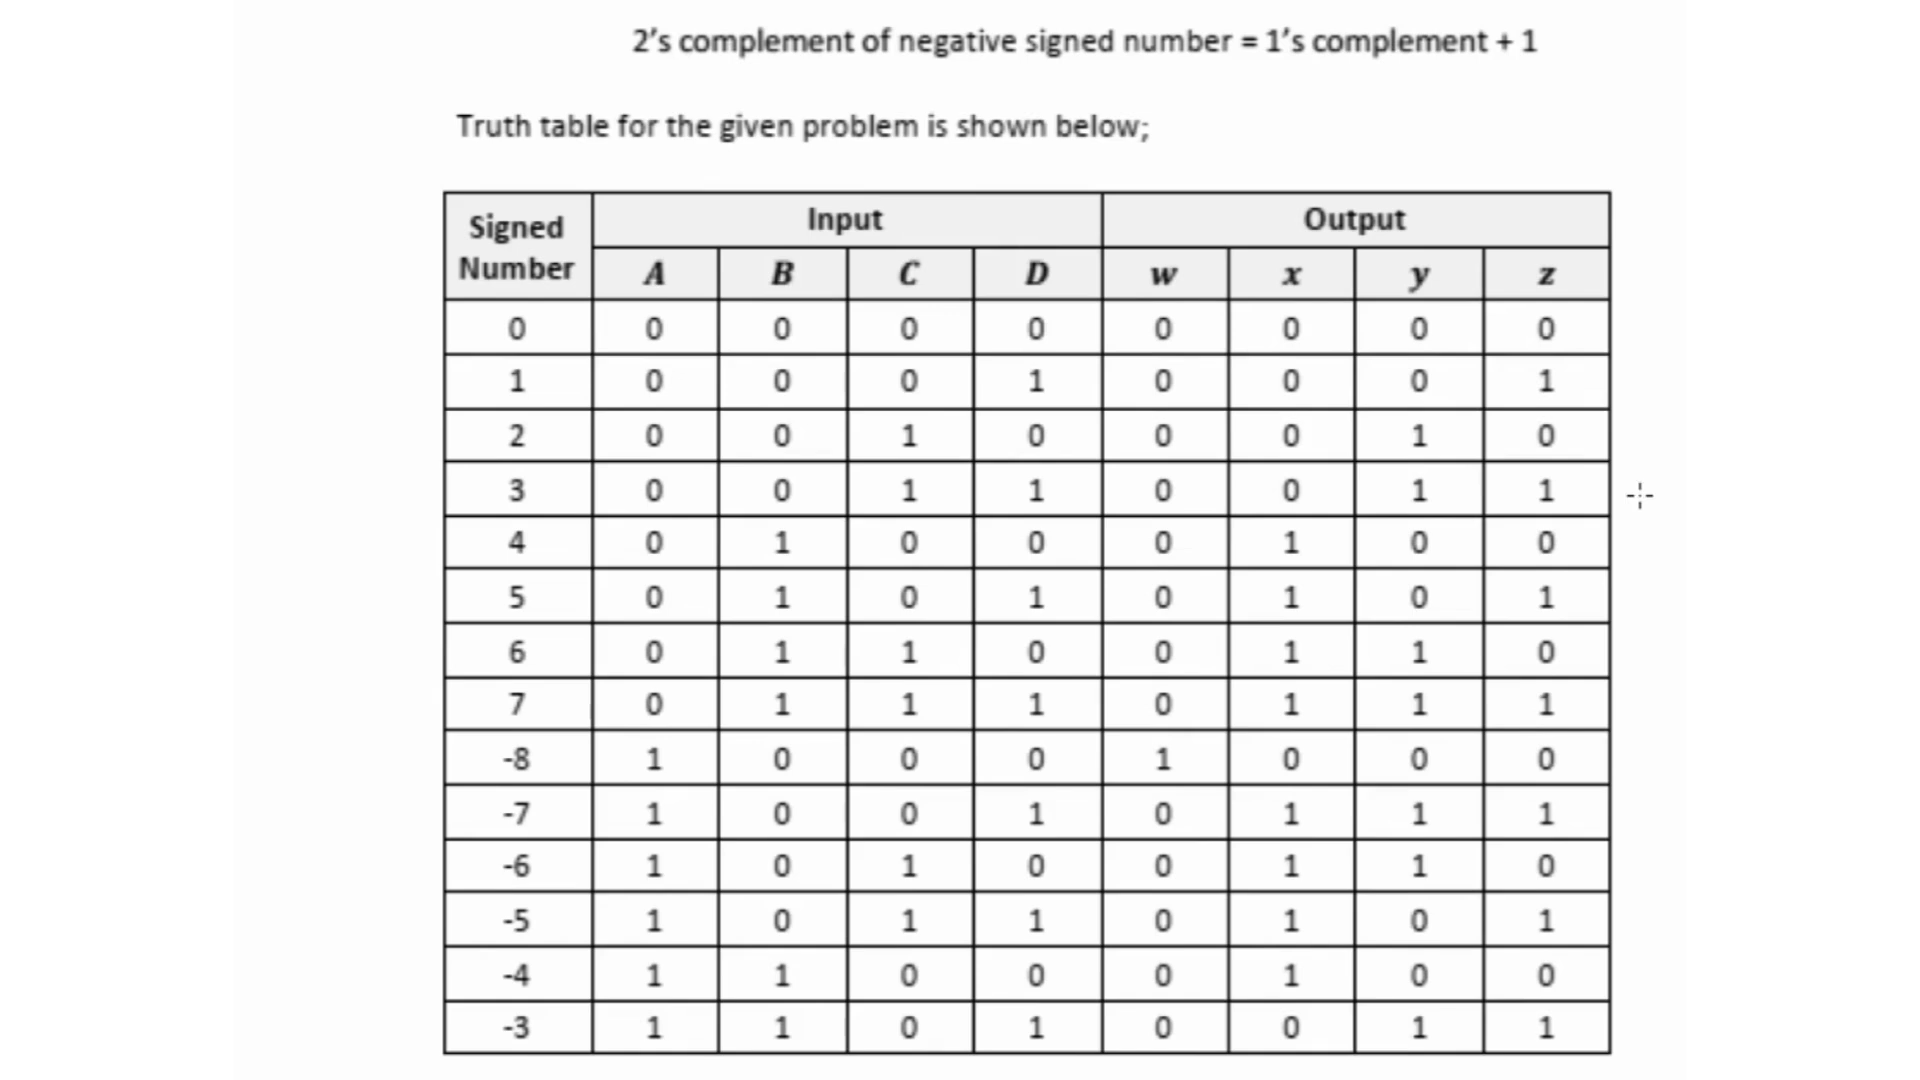 2's complement of negative signed number = 1's complement + 1
Truth table for the given problem is shown below;
Signed Number Input Output
A B C D w x y z
0 0 0 0 0 0 0 0 0
1 0 0 0 1 0 0 0 1
2 0 0 1 0 0 0 1 0
3 0 0 1 1 0 0 1 1
4 0 1 0 0 0 1 0 0
5 0 1 0 1 0 1 0 1
6 0 1 1 0 0 1 1 0
7 0 1 1 1 0 1 1 1
-8 1 0 0 0 1 0 0 0
-7 1 0 0 1 0 1 1 1
-6 1 0 1 0 0 1 1 0
-5 1 0 1 1 0 1 0 1
-4 1 1 0 0 0 1 0 0
-3 1 1 0 1 0 0 1 1